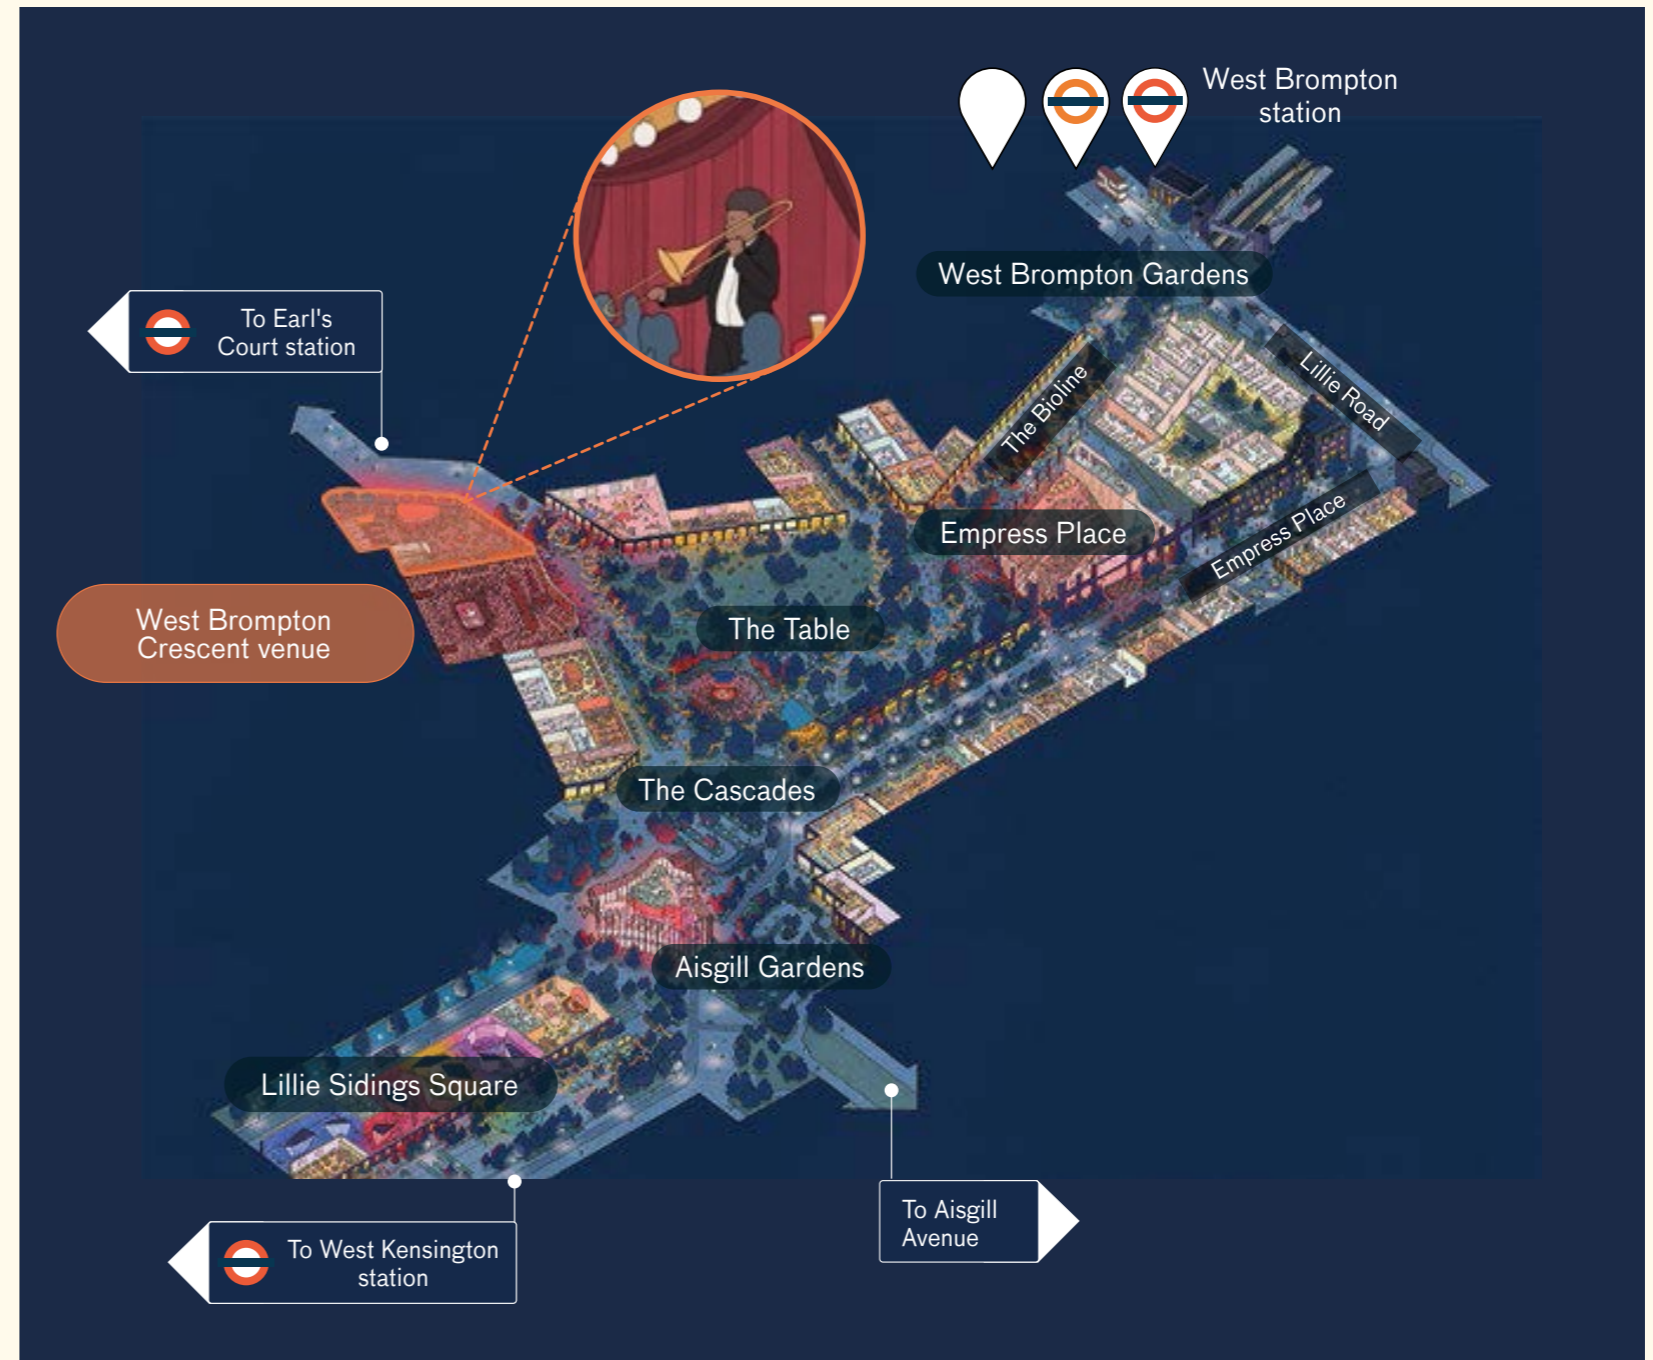 West Brompton
station
West Brompton Gardens
To Earl's
Court station
The Bioline
Lillie Road
Empress Place
Empress Place
West Brompton
Crescent venue
The Table
The Cascades
Aisgill Gardens
Lillie Sidings Square
To Aisgill
Avenue
To West Kensington
station